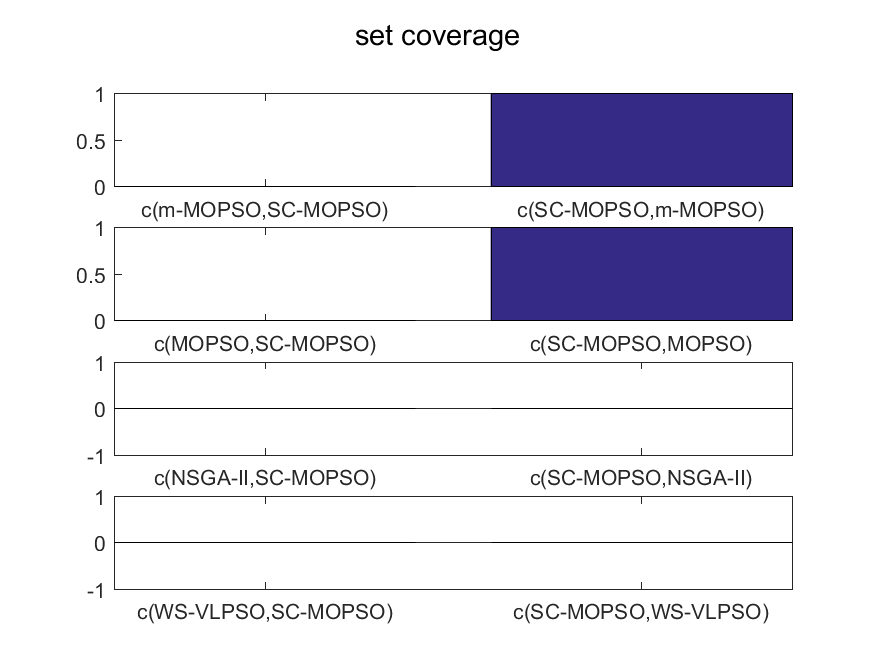 set coverage
1
0.5
0
c(m-MOPSO,SC-MOPSO) c(SC-MOPSO,m-MOPSO)
1
0.5
0
c(MOPSO,SC-MOPSO) c(SC-MOPSO,MOPSO)
1
0
-1
c(NSGA-II,SC-MOPSO) c(SC-MOPSO,NSGA-II)
1
0
-1
c(WS-VLPSO,SC-MOPSO) c(SC-MOPSO,WS-VLPSO)